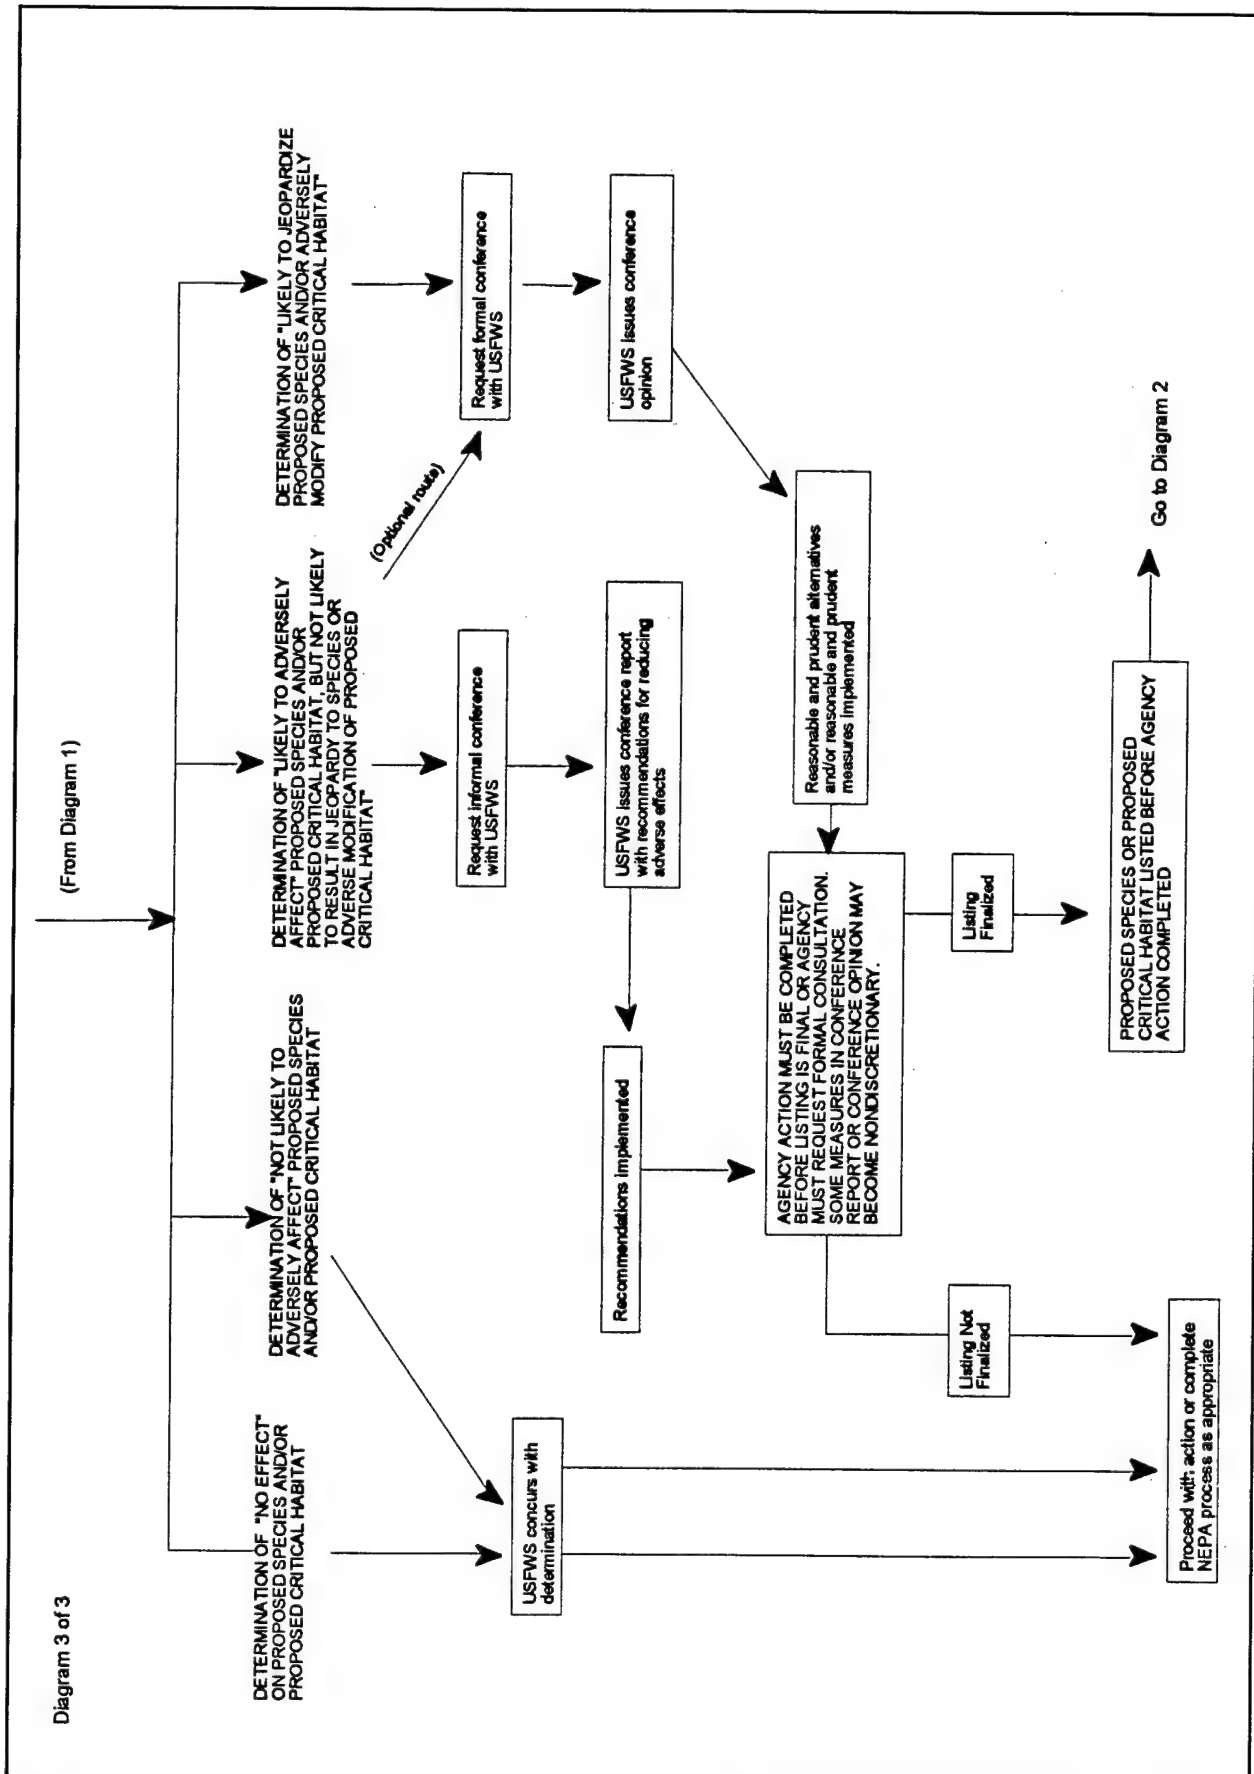 Diagram 3 of 3
(From Diagram 1)
DETERMINATION OF "NO EFFECT"
ON PROPOSED SPECIES AND/OR
PROPOSED CRITICAL HABITAT
DETERMINATION OF "NOT LIKELY TO
ADVERSELY AFFECT" PROPOSED SPECIES
AND/OR PROPOSED CRITICAL HABITAT
DETERMINATION OF "LIKELY TO ADVERSELY
AFFECT" PROPOSED SPECIES AND/OR
PROPOSED CRITICAL HABITAT, BUT NOT LIKELY
TO RESULT IN JEOPARDY TO SPECIES OR
ADVERSE MODIFICATION OF PROPOSED
CRITICAL HABITAT"
DETERMINATION OF "LIKELY TO JEOPARDIZE
PROPOSED SPECIES AND/OR ADVERSELY
MODIFY PROPOSED CRITICAL HABITAT"
(Optional route)
USFWS concurs with
determination
Request informal conference
with USFWS
Request formal conference
with USFWS
Recommendations implemented
USFWS issues conference report
with recommendations for reducing
adverse effects
USFWS issues conference
opinion
AGENCY ACTION MUST BE COMPLETED
BEFORE LISTING IS FINAL OR AGENCY
MUST REQUEST FORMAL CONSULTATION.
SOME MEASURES IN CONFERENCE
REPORT OR CONFERENCE OPINION MAY
BECOME NONDISCRETIONARY.
Reasonable and prudent alternatives
and/or reasonable and prudent
measures implemented
Listing Not
Finalized
Listing
Finalized
Proceed with action or complete
NEPA process as appropriate
PROPOSED SPECIES OR PROPOSED
CRITICAL HABITAT LISTED BEFORE AGENCY
ACTION COMPLETED
Go to Diagram 2